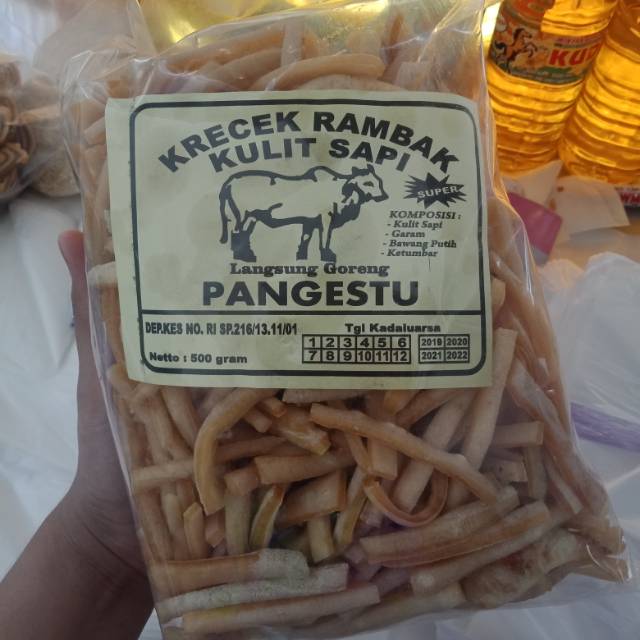 KRECEK RAMBAK
KULIT SAPI
SUPER
KOMPOSISI :
- Kulit Sapi
- Garam
- Bawang Putih
- Ketumbar
Langsung Goreng
PANGESTU
DEP.KES NO. RI SP.216/13.11/01
Netto : 500 gram
Tgl Kadaluarsa
1 2 3 4 5 6 2019 2020
7 8 9 10 11 12 2021 2022